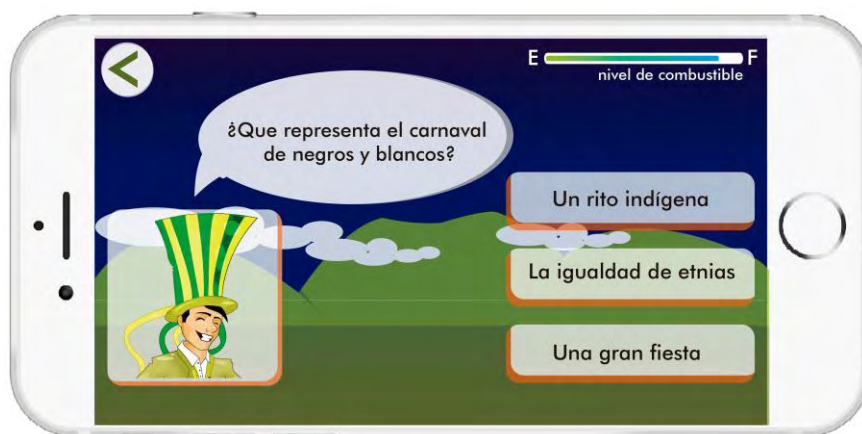 E F
nivel de combustible
¿Que representa el carnaval
de negros y blancos?
Un rito indígena
La igualdad de etnias
Una gran fiesta